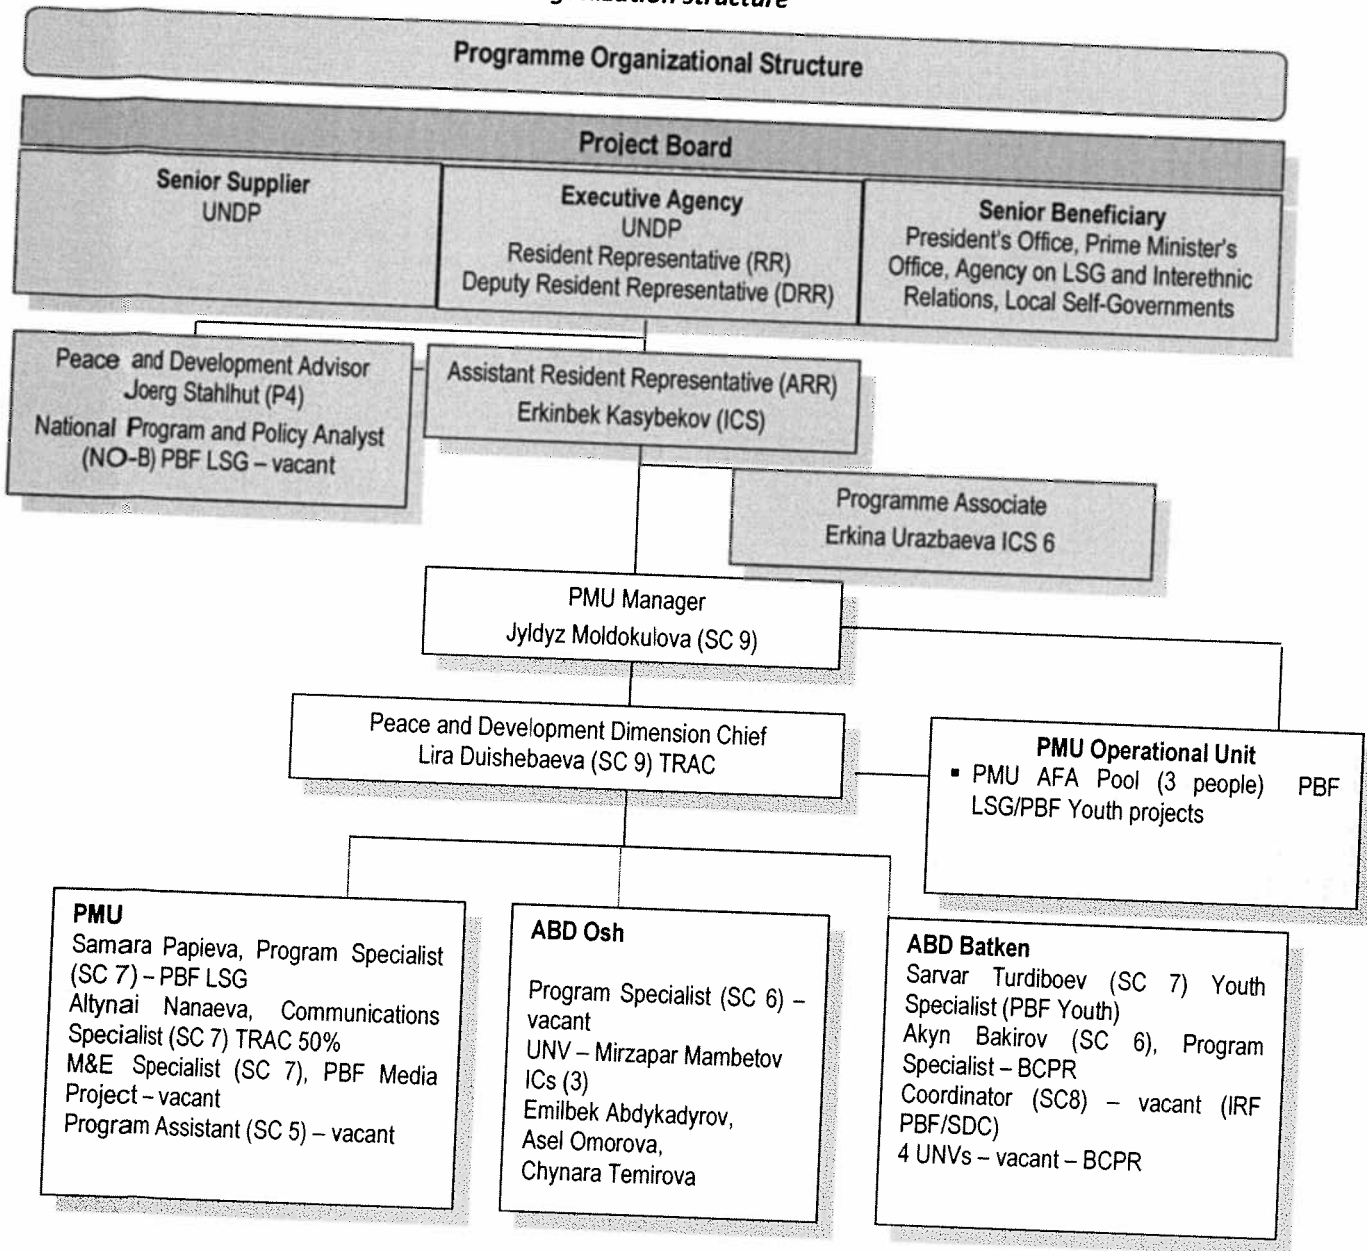 structure
Programme Organizational Structure
Project Board
Senior Supplier
UNDP
Executive Agency
UNDP
Resident Representative (RR)
Deputy Resident Representative (DRR)
Senior Beneficiary
President's Office, Prime Minister's
Office, Agency on LSG and Interethnic
Relations, Local Self-Governments
Peace and Development Advisor
Joerg Stahlhut (P4)
National Program and Policy Analyst
(NO-B) PBF LSG – vacant
Assistant Resident Representative (ARR)
Erkinbek Kasybekov (ICS)
Programme Associate
Erkina Urazbaeva ICS 6
PMU Manager
Jyldyz Moldokulova (SC 9)
Peace and Development Dimension Chief
Lira Duishebaeva (SC 9) TRAC
PMU Operational Unit
▪ PMU AFA Pool (3 people) PBF
LSG/PBF Youth projects
PMU
Samara Papieva, Program Specialist
(SC 7) – PBF LSG
Altynai Nanaeva, Communications
Specialist (SC 7) TRAC 50%
M&E Specialist (SC 7), PBF Media
Project – vacant
Program Assistant (SC 5) – vacant
ABD Osh
Program Specialist (SC 6) –
vacant
UNV – Mirzapar Mambetov
ICs (3)
Emilbek Abdykadyrov,
Asel Omorova,
Chynara Temirova
ABD Batken
Sarvar Turdiboev (SC 7) Youth
Specialist (PBF Youth)
Akyn Bakirov (SC 6), Program
Specialist – BCPR
Coordinator (SC8) – vacant (IRF
PBF/SDC)
4 UNVs – vacant – BCPR